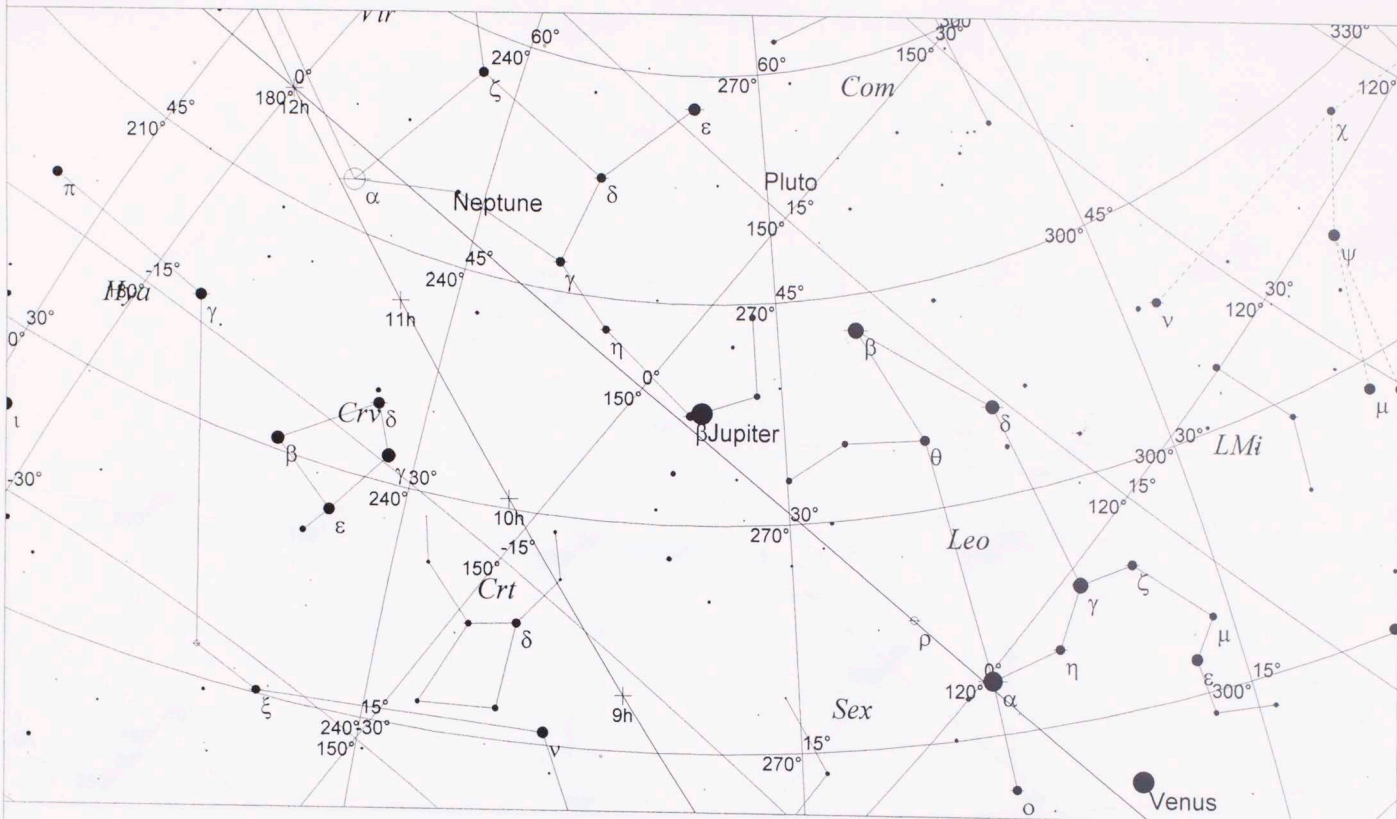 Vir
60°
240°
ζ
60°
270°
30°
150°
330°
0°
180°
12h
45°
210°
ε
Com
120°
χ
π
α
Neptune
δ
Pluto
15°
150°
45°
300°
ψ
-15°
Hya
γ
45°
240°
γ
45°
270°
30°
120°
ν
30°
0°
11h
η
β
0°
150°
μ
ι
Crv
δ
β
Jupiter
δ
β
γ
30°
240°
θ
30°
300°
LMi
-30°
15°
120°
ε
10h
-15°
150°
30°
270°
Leo
Crt
δ
γ
ζ
ρ
μ
η
ε
0°
120°
α
15°
300°
ξ
15°
240°
-30°
150°
9h
Sex
ν
15°
270°
ο
Venus